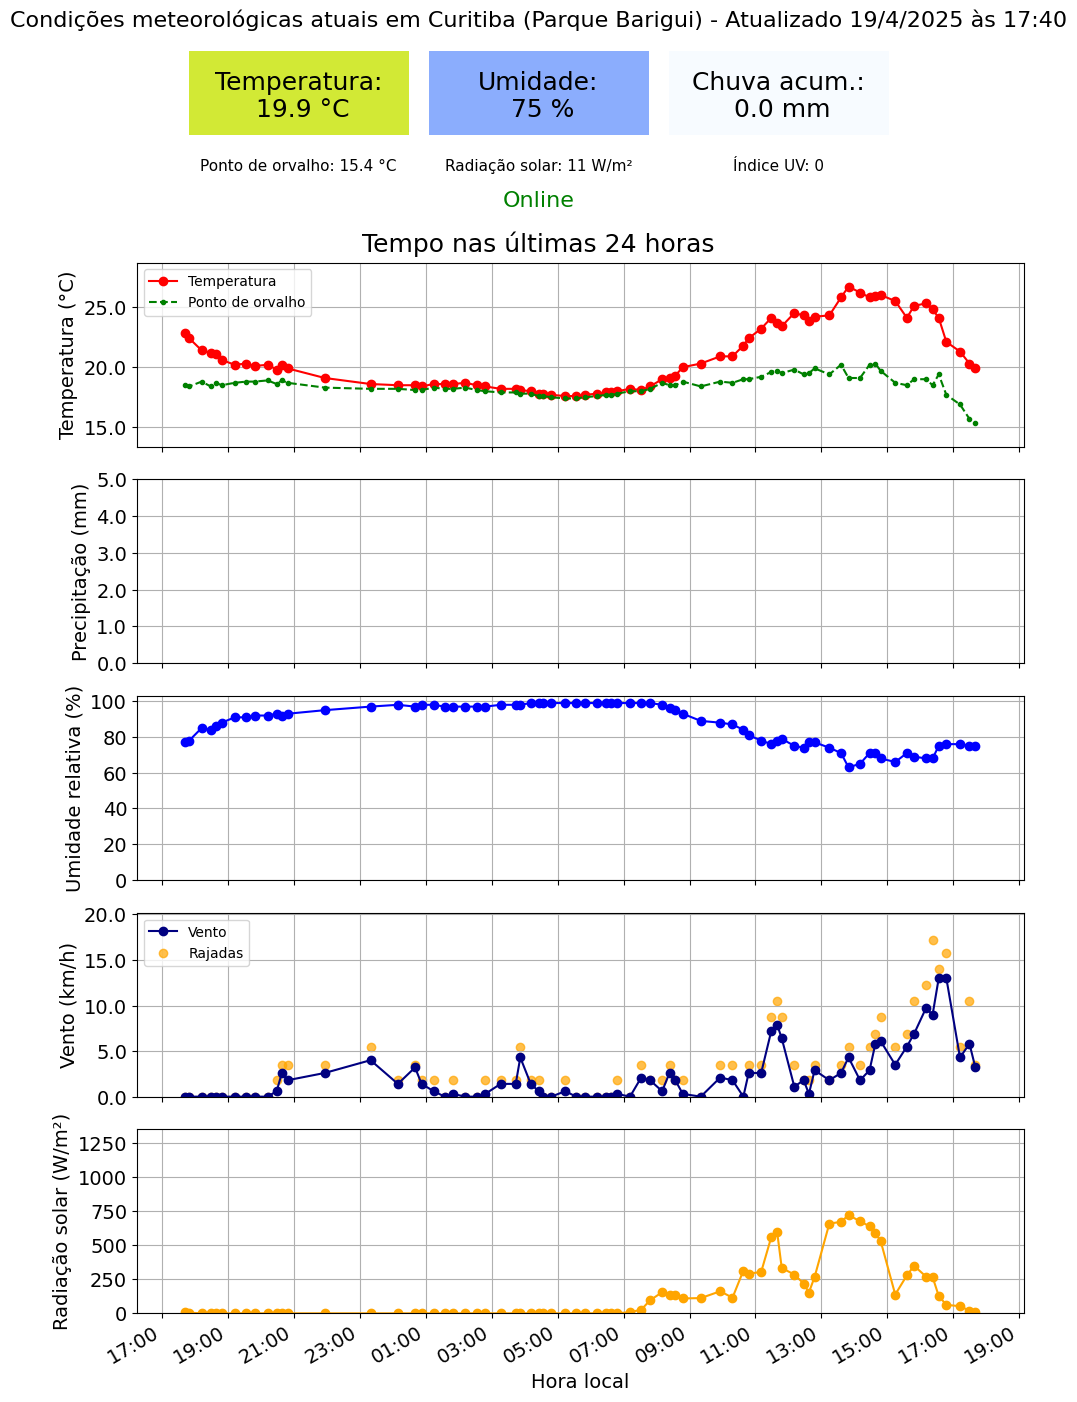 Condições meteorológicas atuais em Curitiba (Parque Barigui) - Atualizado 19/4/2025 às 17:40
Temperatura:
19.9 °C
Umidade:
75 %
Chuva acum.:
0.0 mm
Ponto de orvalho: 15.4 °C
Radiação solar: 11 W/m²
Índice UV: 0
Online
Tempo nas últimas 24 horas
Temperatura (°C)
25.0
20.0
15.0
Temperatura
Ponto de orvalho
Precipitação (mm)
5.0
4.0
3.0
2.0
1.0
0.0
Umidade relativa (%)
100
80
60
40
20
0
Vento (km/h)
20.0
15.0
10.0
5.0
0.0
Vento
Rajadas
Radiação solar (W/m²)
1250
1000
750
500
250
0
17:00
19:00
21:00
23:00
01:00
03:00
05:00
07:00
09:00
11:00
13:00
15:00
17:00
19:00
Hora local